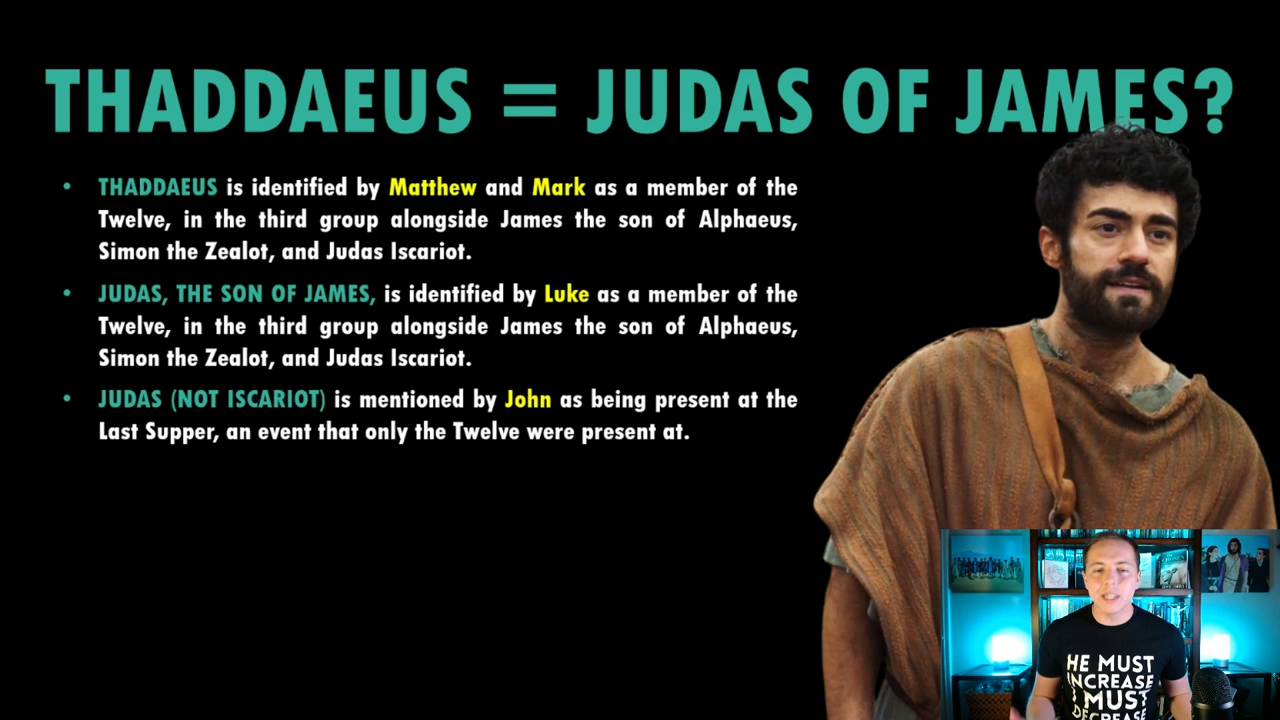 THADDAEUS = JUDAS OF JAMES?
• THADDAEUS is identified by Matthew and Mark as a member of the
Twelve, in the third group alongside James the son of Alphaeus,
Simon the Zealot, and Judas Iscariot.
• JUDAS, THE SON OF JAMES, is identified by Luke as a member of the
Twelve, in the third group alongside James the son of Alphaeus,
Simon the Zealot, and Judas Iscariot.
• JUDAS (NOT ISCARIOT) is mentioned by John as being present at the
Last Supper, an event that only the Twelve were present at.
HE MUST
INCREASE
I MUST
DECREASE